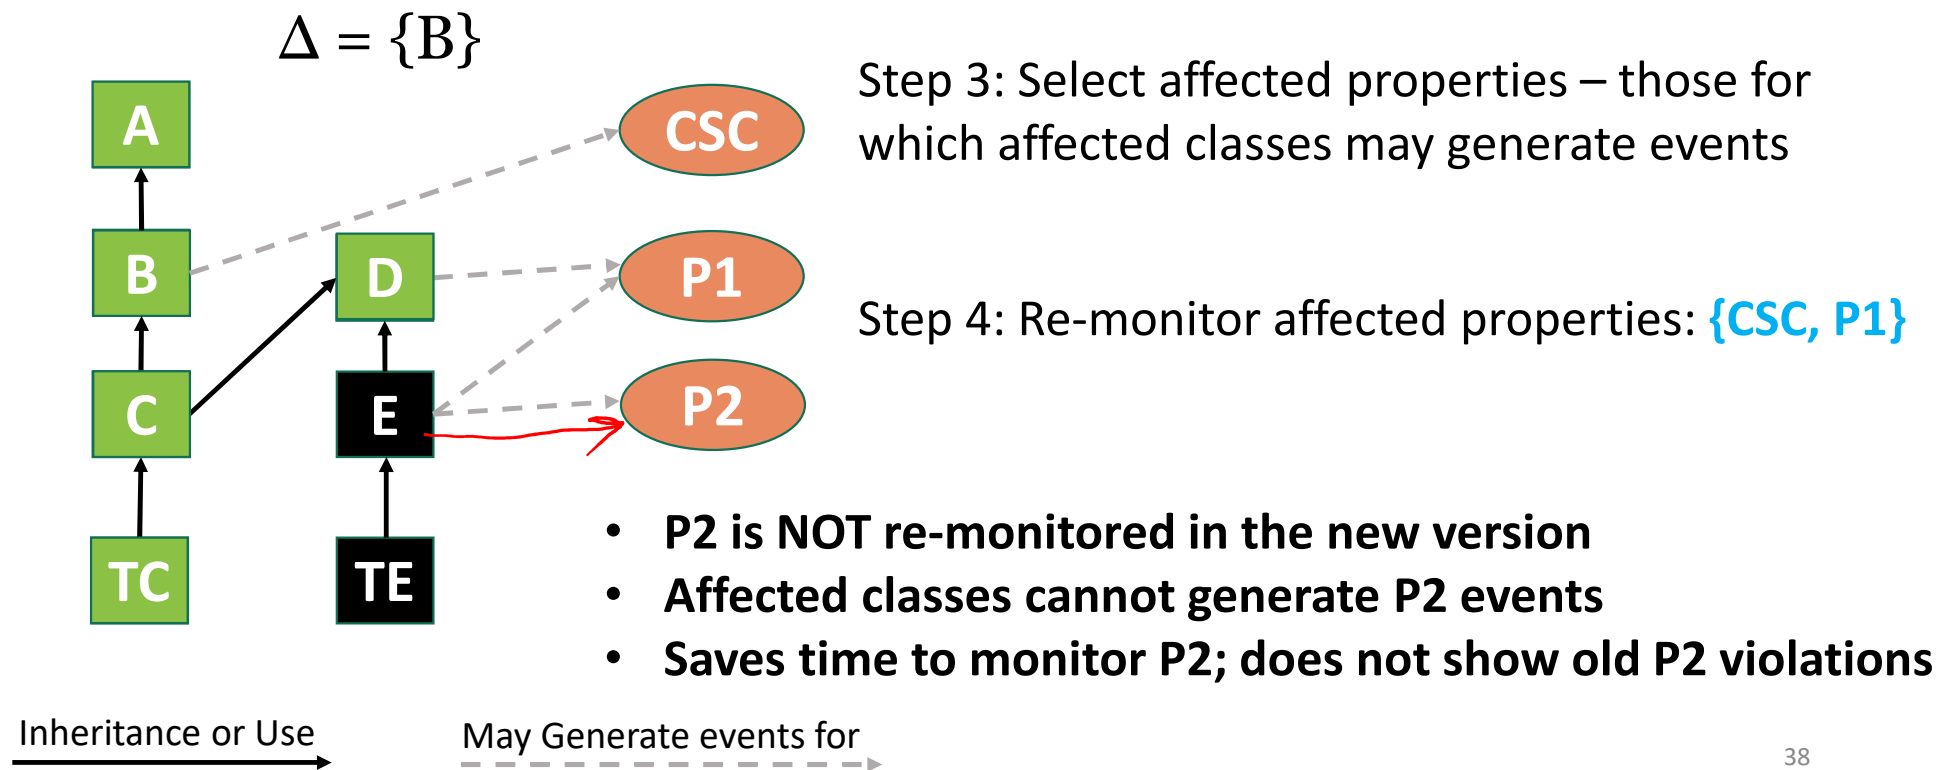 Δ = {B}
A
CSC
Step 3: Select affected properties – those for
which affected classes may generate events
B
D
P1
Step 4: Re-monitor affected properties: {CSC, P1}
C
E
P2
TC
TE
• P2 is NOT re-monitored in the new version
• Affected classes cannot generate P2 events
• Saves time to monitor P2; does not show old P2 violations
Inheritance or Use
May Generate events for
38